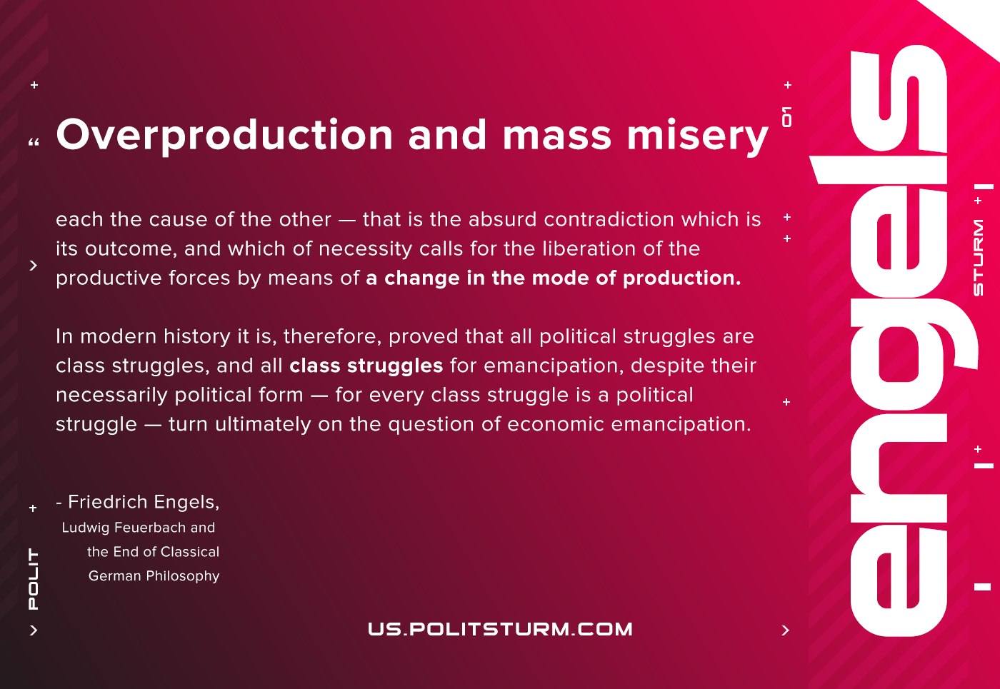 “ Overproduction and mass misery
each the cause of the other — that is the absurd contradiction which is
its outcome, and which of necessity calls for the liberation of the
productive forces by means of a change in the mode of production.
In modern history it is, therefore, proved that all political struggles are
class struggles, and all class struggles for emancipation, despite their
necessarily political form — for every class struggle is a political
struggle — turn ultimately on the question of economic emancipation.
- Friedrich Engels,
Ludwig Feuerbach and
the End of Classical
German Philosophy
POLIT
US.POLITSTURM.COM
01
engels
STURM